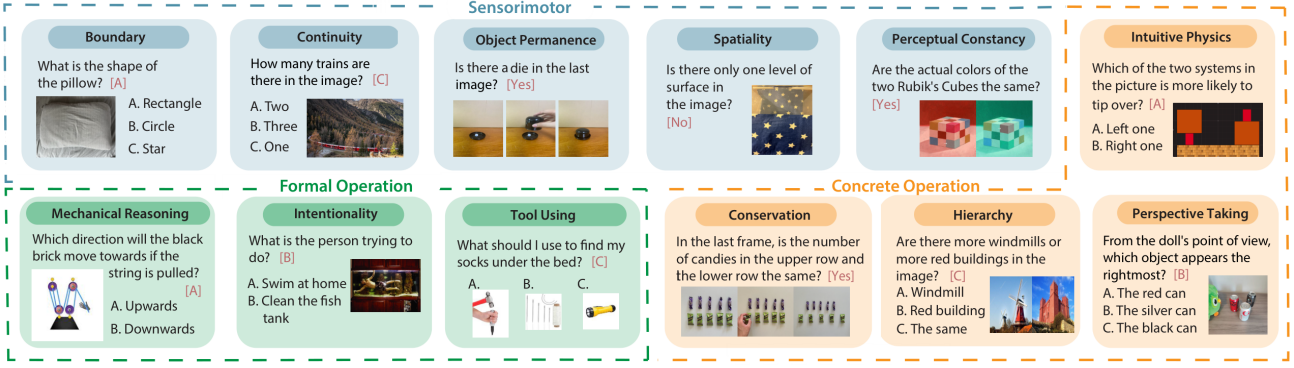 Sensorimotor
Boundary
What is the shape of
the pillow? [A]
A. Rectangle
B. Circle
C. Star
Continuity
How many trains are
there in the image? [C]
A. Two
B. Three
C. One
Object Permanence
Is there a die in the last
image? [Yes]
Spatiality
Is there only one level of
surface in
the image?
[No]
Perceptual Constancy
Are the actual colors of the
two Rubik's Cubes the same?
[Yes]
Intuitive Physics
Which of the two systems in
the picture is more likely to
tip over? [A]
A. Left one
B. Right one
Formal Operation
Mechanical Reasoning
Which direction will the black
brick move towards if the
string is pulled?
[A]
A. Upwards
B. Downwards
Intentionality
What is the person trying to
do? [B]
A. Swim at home
B. Clean the fish
tank
Tool Using
What should I use to find my
socks under the bed? [C]
A. B. C.
Concrete Operation
Conservation
In the last frame, is the number
of candies in the upper row and
the lower row the same? [Yes]
Hierarchy
Are there more windmills or
more red buildings in the
image? [C]
A. Windmill
B. Red building
C. The same
Perspective Taking
From the doll's point of view,
which object appears the
rightmost? [B]
A. The red can
B. The silver can
C. The black can